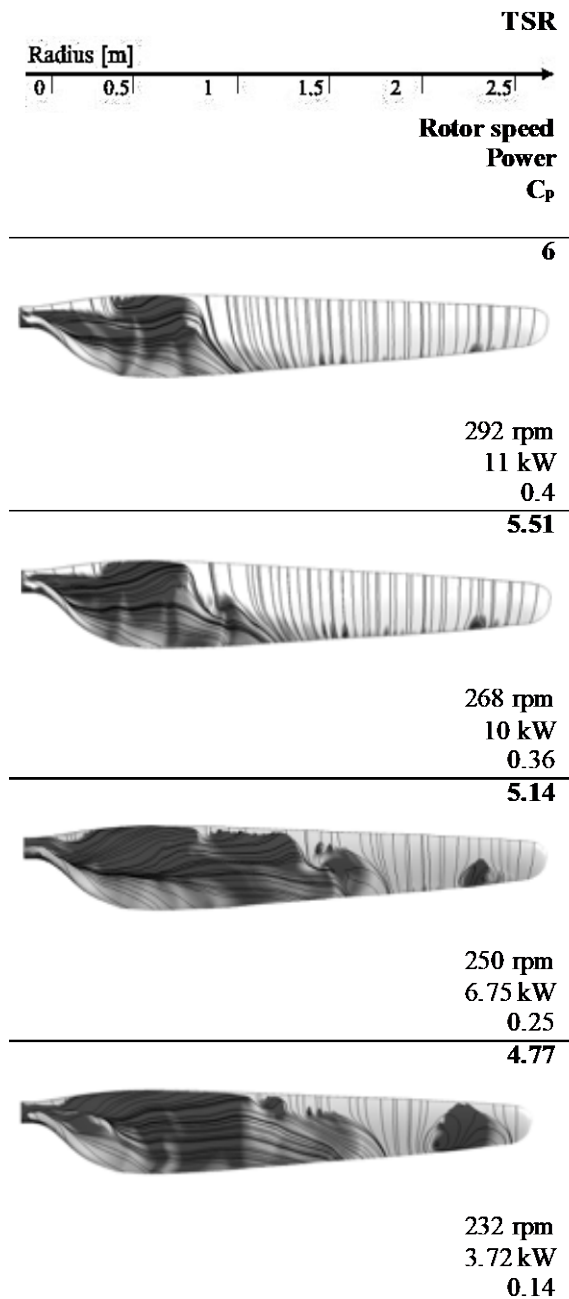 TSR
Radius [m]
0 0.5 1 1.5 2 2.5
Rotor speed
Power
Cp
6
292 rpm
11 kW
0.4
5.51
268 rpm
10 kW
0.36
5.14
250 rpm
6.75 kW
0.25
4.77
232 rpm
3.72 kW
0.14